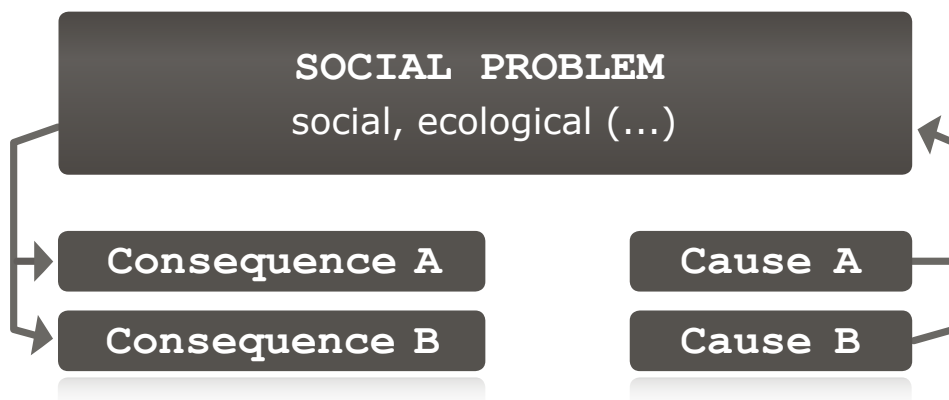 SOCIAL PROBLEM
social, ecological (...)
Consequence A
Cause A
Consequence B
Cause B